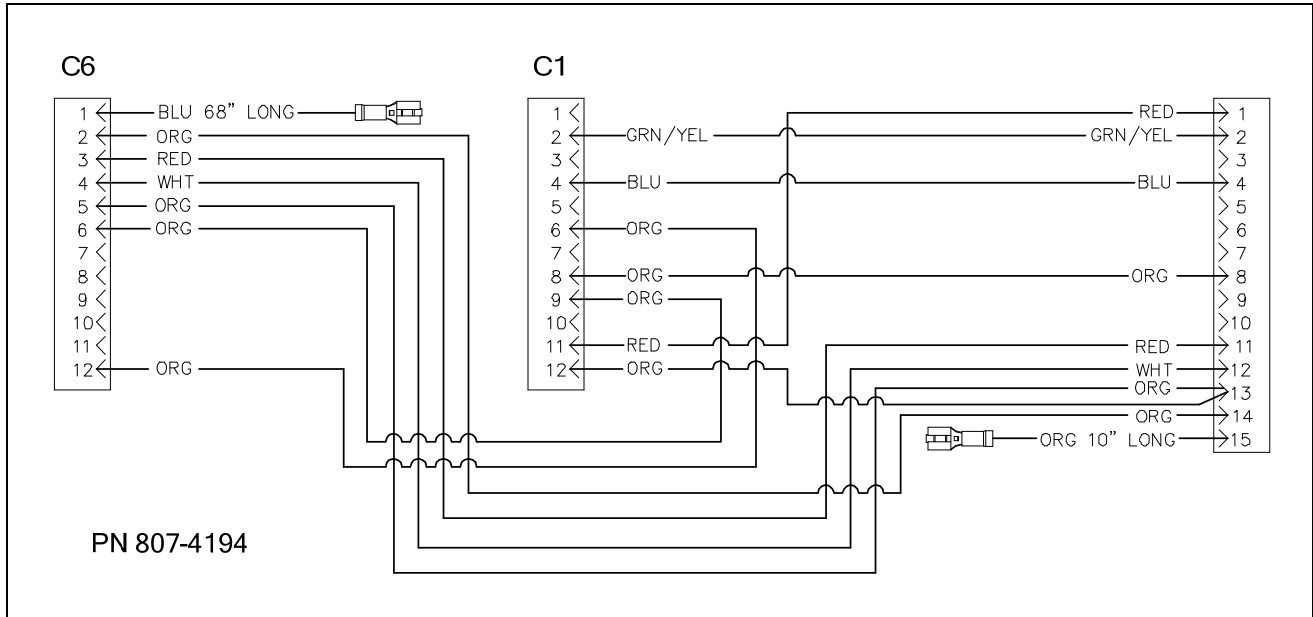 C6
1 BLU 68" LONG
2 ORG
3 RED
4 WHT
5 ORG
6 ORG
7
8
9
10
11
12 ORG
C1
1
2 GRN/YEL
3
4 BLU
5
6 ORG
7
8 ORG
9 ORG
10
11 RED
12 ORG
RED 1
GRN/YEL 2
3
BLU 4
5
6
7
ORG 8
9
10
RED 11
WHT 12
ORG 13
ORG 14
ORG 10" LONG 15
PN 807-4194